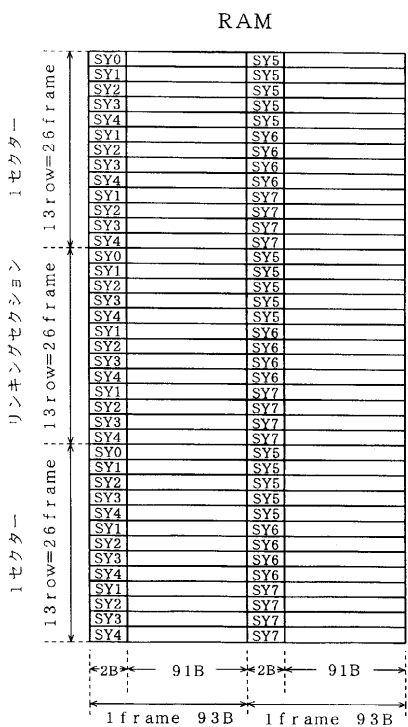 RAM
1セクター
13row=26frame
リンキングセクション
13row=26frame
1セクター
13row=26frame
SY0 SY5
SY1 SY5
SY2 SY5
SY3 SY5
SY4 SY5
SY1 SY6
SY2 SY6
SY3 SY6
SY4 SY6
SY1 SY7
SY2 SY7
SY3 SY7
SY4 SY7
SY0 SY5
SY1 SY5
SY2 SY5
SY3 SY5
SY4 SY5
SY1 SY6
SY2 SY6
SY3 SY6
SY4 SY6
SY1 SY7
SY2 SY7
SY3 SY7
SY4 SY7
SY0 SY5
SY1 SY5
SY2 SY5
SY3 SY5
SY4 SY5
SY1 SY6
SY2 SY6
SY3 SY6
SY4 SY6
SY1 SY7
SY2 SY7
SY3 SY7
SY4 SY7
2B 91B 2B 91B
1frame 93B 1frame 93B